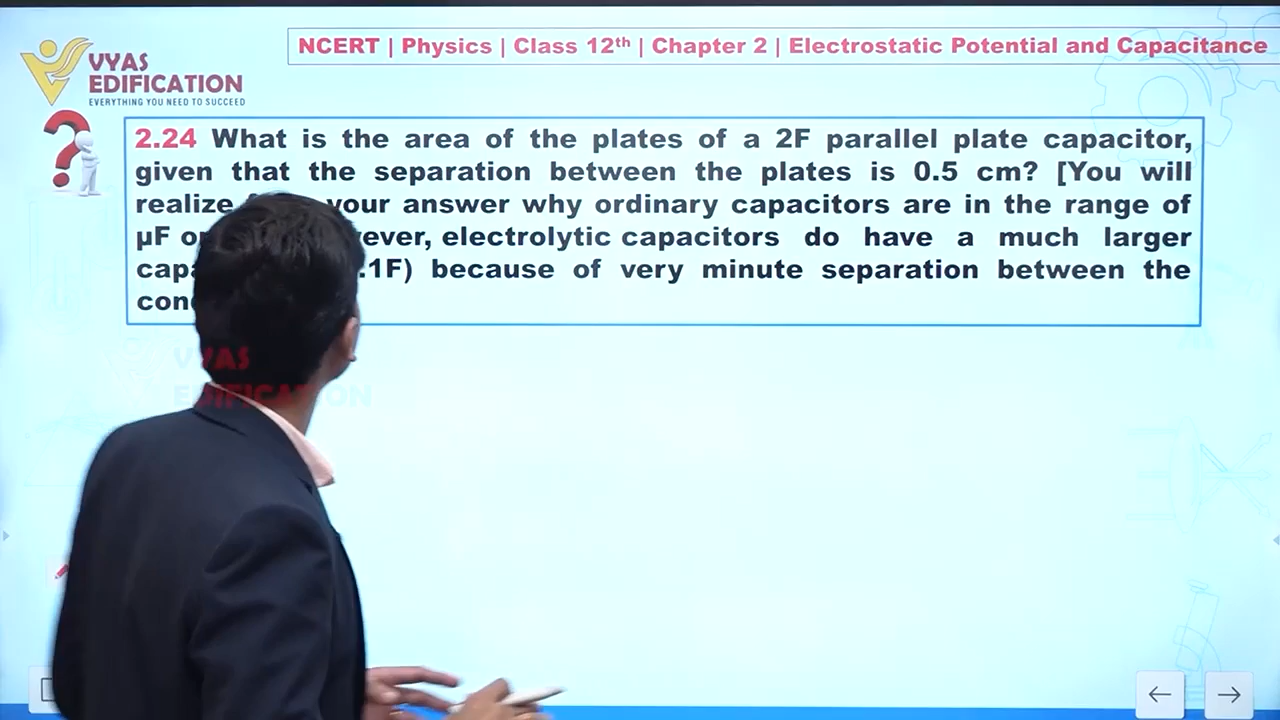 NCERT | Physics | Class 12th | Chapter 2 | Electrostatic Potential and Capacitance
VYAS
EDIFICATION
EVERYTHING YOU NEED TO SUCCEED
2.24 What is the area of the plates of a 2F parallel plate capacitor,
given that the separation between the plates is 0.5 cm? [You will
realize your answer why ordinary capacitors are in the range of
µF electrolytic capacitors do have a much larger
.1F) because of very minute separation between the
VYAS
EDIFICATION